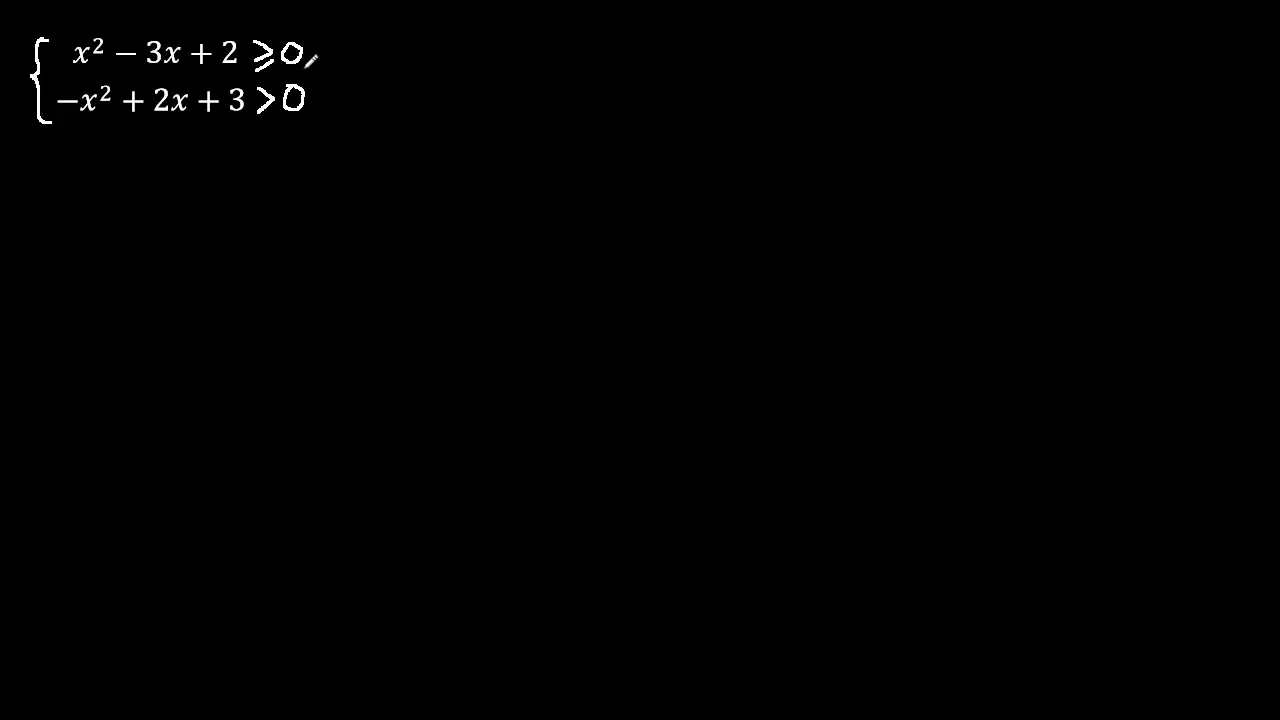 x² − 3x + 2 ⩾ 0
−x² + 2x + 3 > 0